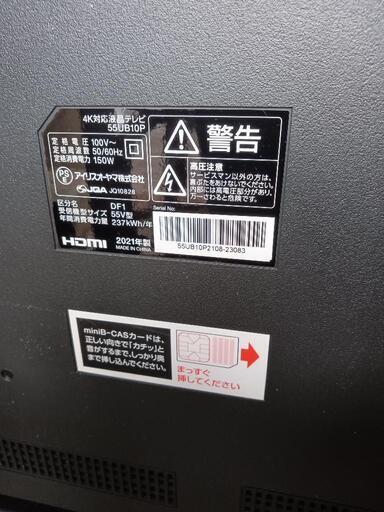 4K対応液晶テレビ
55UB10P
定格電圧 100V~
定格周波数 50/60Hz
定格消費電力 150W
PSE アイリスオーヤマ株式会社
JQA JQ10828
区分名 DF1
受信機型サイズ 55V型
年間消費電力量 237kWh/年
HDMI 2021年製
MADE IN CHINA
警告
高圧注意
サービスマン以外の方は、
裏ぶたをあけないでください。
内部には高電圧部分が数多くあり、
万一さわると危険です。
Serial No:
55UB10P2108-23083
miniB-CASカードは、
正しい向きで「カチッ」と
音がするまで、しっかり奥
まで押し込んでください。
まっすぐ
挿してください